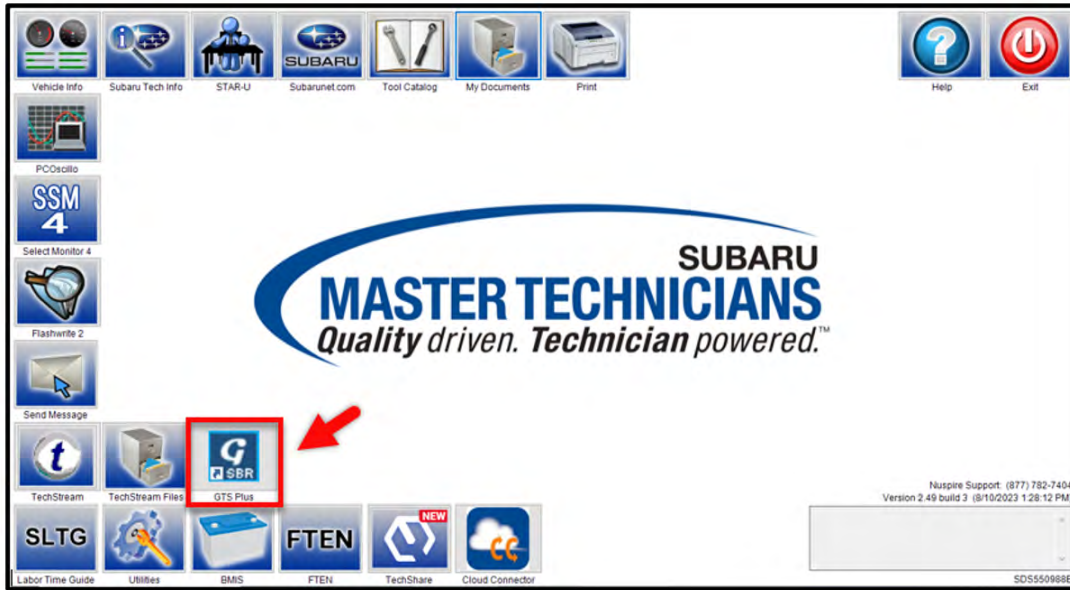 Vehicle Info
Subaru Tech Info
STAR-U
SUBARU
Subarunet.com
Tool Catalog
My Documents
Print
Help
Exit
PCOscillo
SSM
4
Select Monitor 4
Flashwrite 2
Send Message
SUBARU
MASTER TECHNICIANS
Quality driven. Technician powered.™
t
TechStream
TechStream Files
G
SBR
GTS Plus
Nuspire Support: (877) 782-7404
Version 2.49 build 3 (8/10/2023 1:28:12 PM
SLTG
Labor Time Guide
Utilities
BMIS
FTEN
FTEN
NEW
TechShare
CC
Cloud Connector
SDS550988E